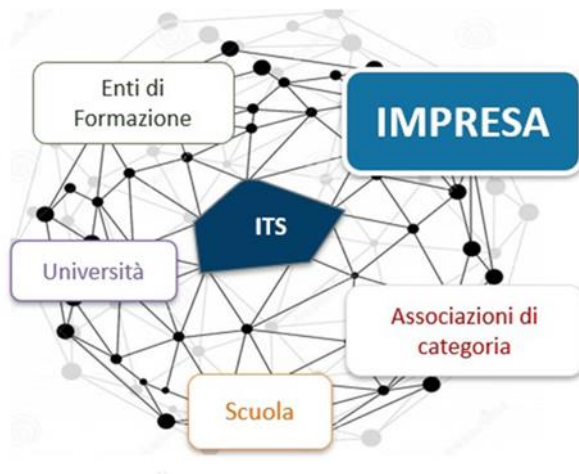 Enti di
Formazione
IMPRESA
ITS
Università
Associazioni di
categoria
Scuola